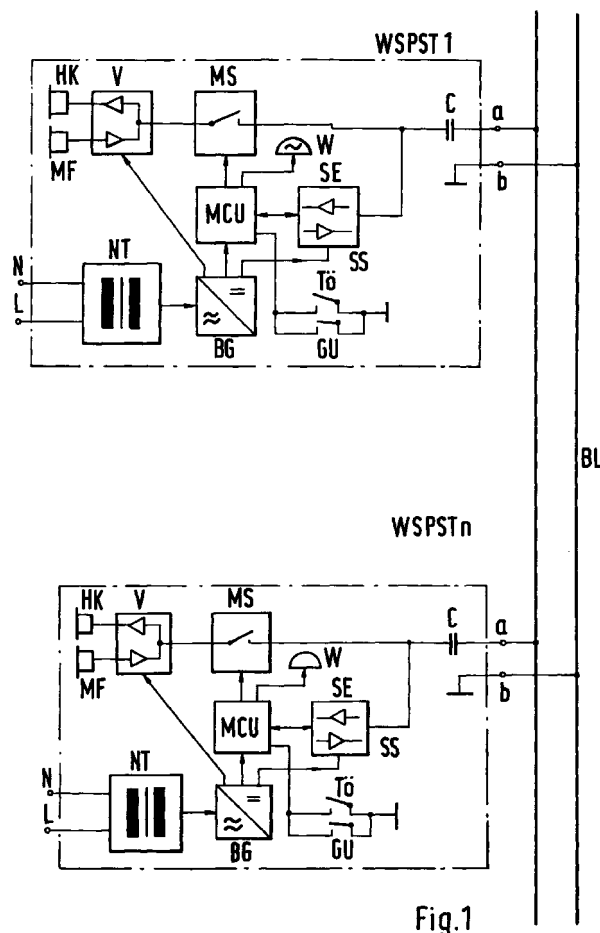 WSPST 1
HK V MS
C a
W
MF
SE
b
MCU
NT
N
SS
L
Tö
BG
GU
BL
WSPSTn
HK V MS
C a
W
MF
SE
b
MCU
NT
SS
N
Tö
L
BG
GU
Fig.1